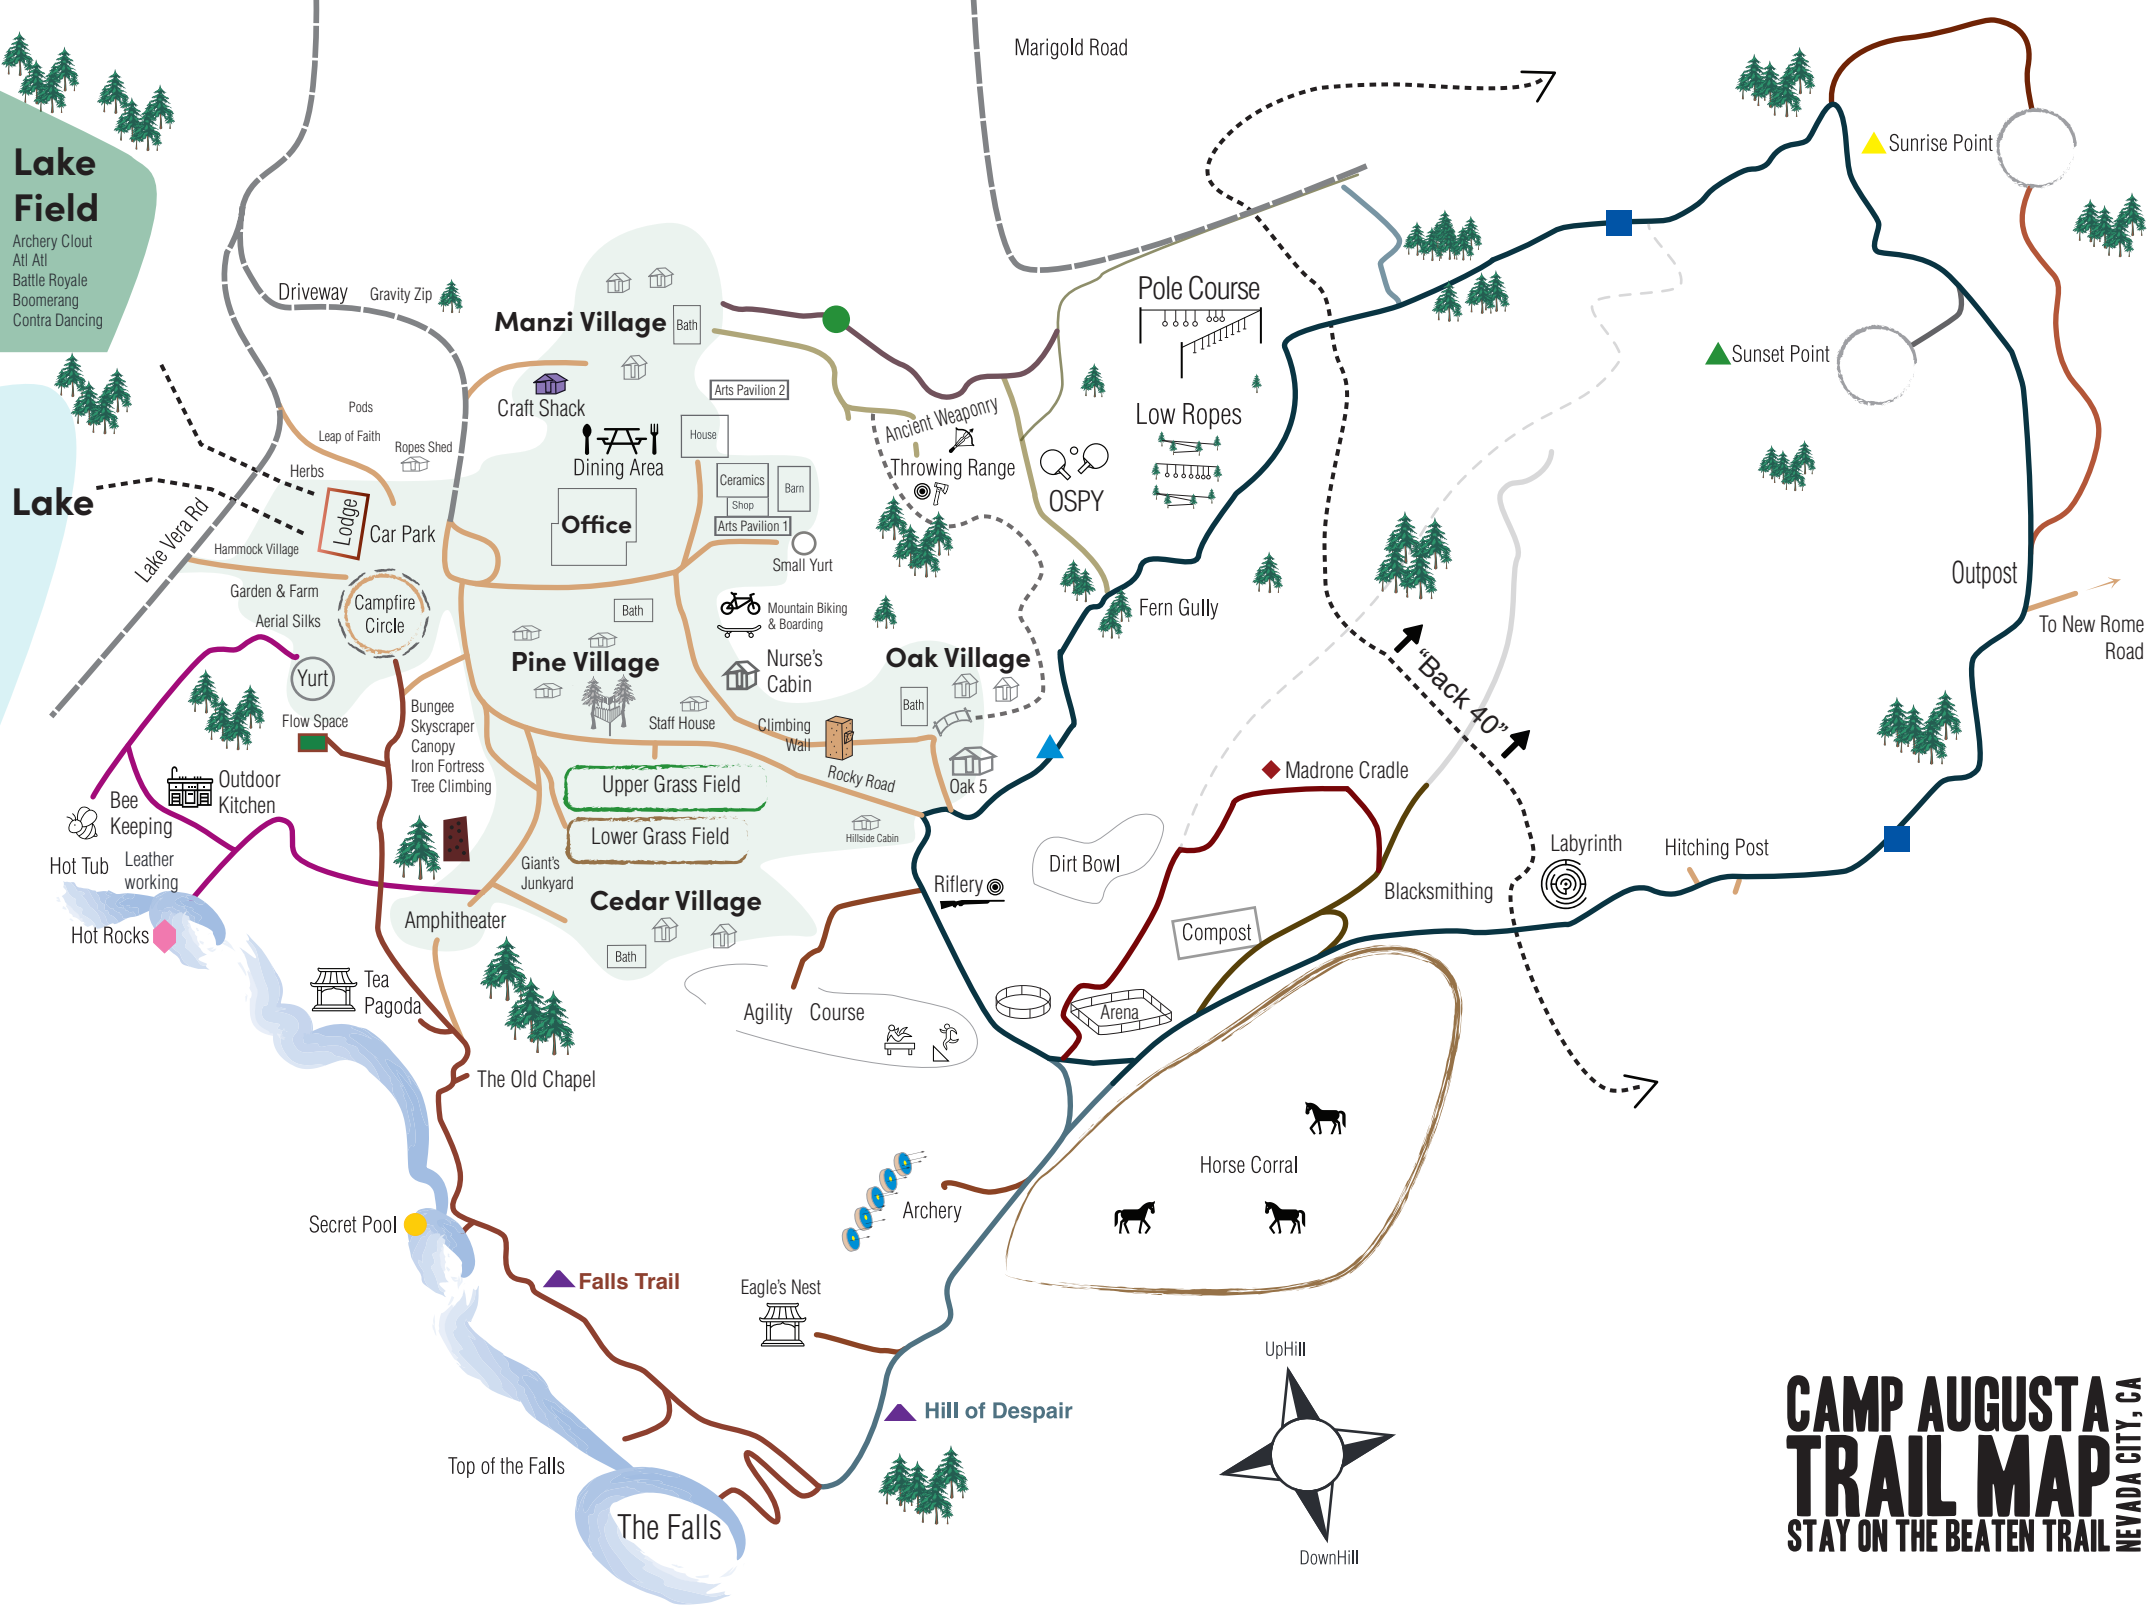 Marigold Road
Lake
Field
Archery Clout
Atl Atl
Battle Royale
Boomerang
Contra Dancing
Sunrise Point
Driveway
Gravity Zip
Manzi Village
Bath
Pole Course
Sunset Point
Craft Shack
Arts Pavilion 2
Pods
Leap of Faith
Ropes Shed
Herbs
Dining Area
House
Ancient Weaponry
Throwing Range
Low Ropes
OSPY
Lake
Lodge
Car Park
Office
Ceramics
Shop
Barn
Arts Pavilion 1
Small Yurt
Lake Vera Rd
Hammock Village
Garden & Farm
Aerial Silks
Campfire
Circle
Bath
Mountain Biking
& Boarding
Fern Gully
Outpost
To New Rome
Road
Pine Village
Nurse's
Cabin
Oak Village
Bath
Yurt
Flow Space
Bungee
Skyscraper
Canopy
Iron Fortress
Tree Climbing
Staff House
Climbing
Wall
"Back 40"
Rocky Road
Oak 5
Madrone Cradle
Upper Grass Field
Lower Grass Field
Hillside Cabin
Outdoor
Kitchen
Bee
Keeping
Hot Tub
Leather
working
Giant's
Junkyard
Dirt Bowl
Riflery
Labyrinth
Hitching Post
Blacksmithing
Cedar Village
Bath
Amphitheater
Compost
Hot Rocks
Tea
Pagoda
Agility Course
Arena
The Old Chapel
Horse Corral
Archery
Secret Pool
Falls Trail
Eagle's Nest
Hill of Despair
Top of the Falls
The Falls
UpHill
DownHill
CAMP AUGUSTA
TRAIL MAP
STAY ON THE BEATEN TRAIL
NEVADA CITY, CA